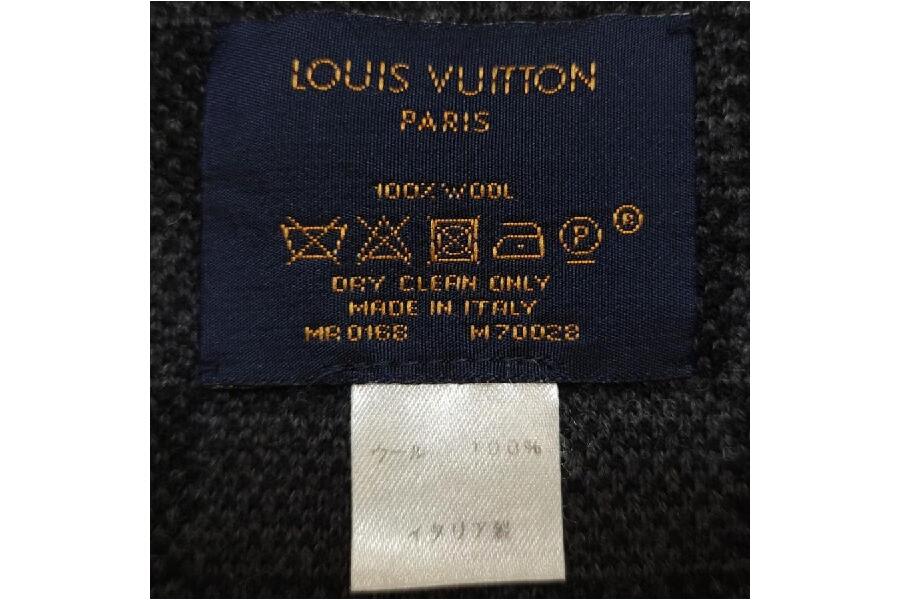 LOUIS VUITTON
PARIS
100% WOOL
P ®
DRY CLEAN ONLY
MADE IN ITALY
MR0168 M70028
ウール 100%
イタリア製